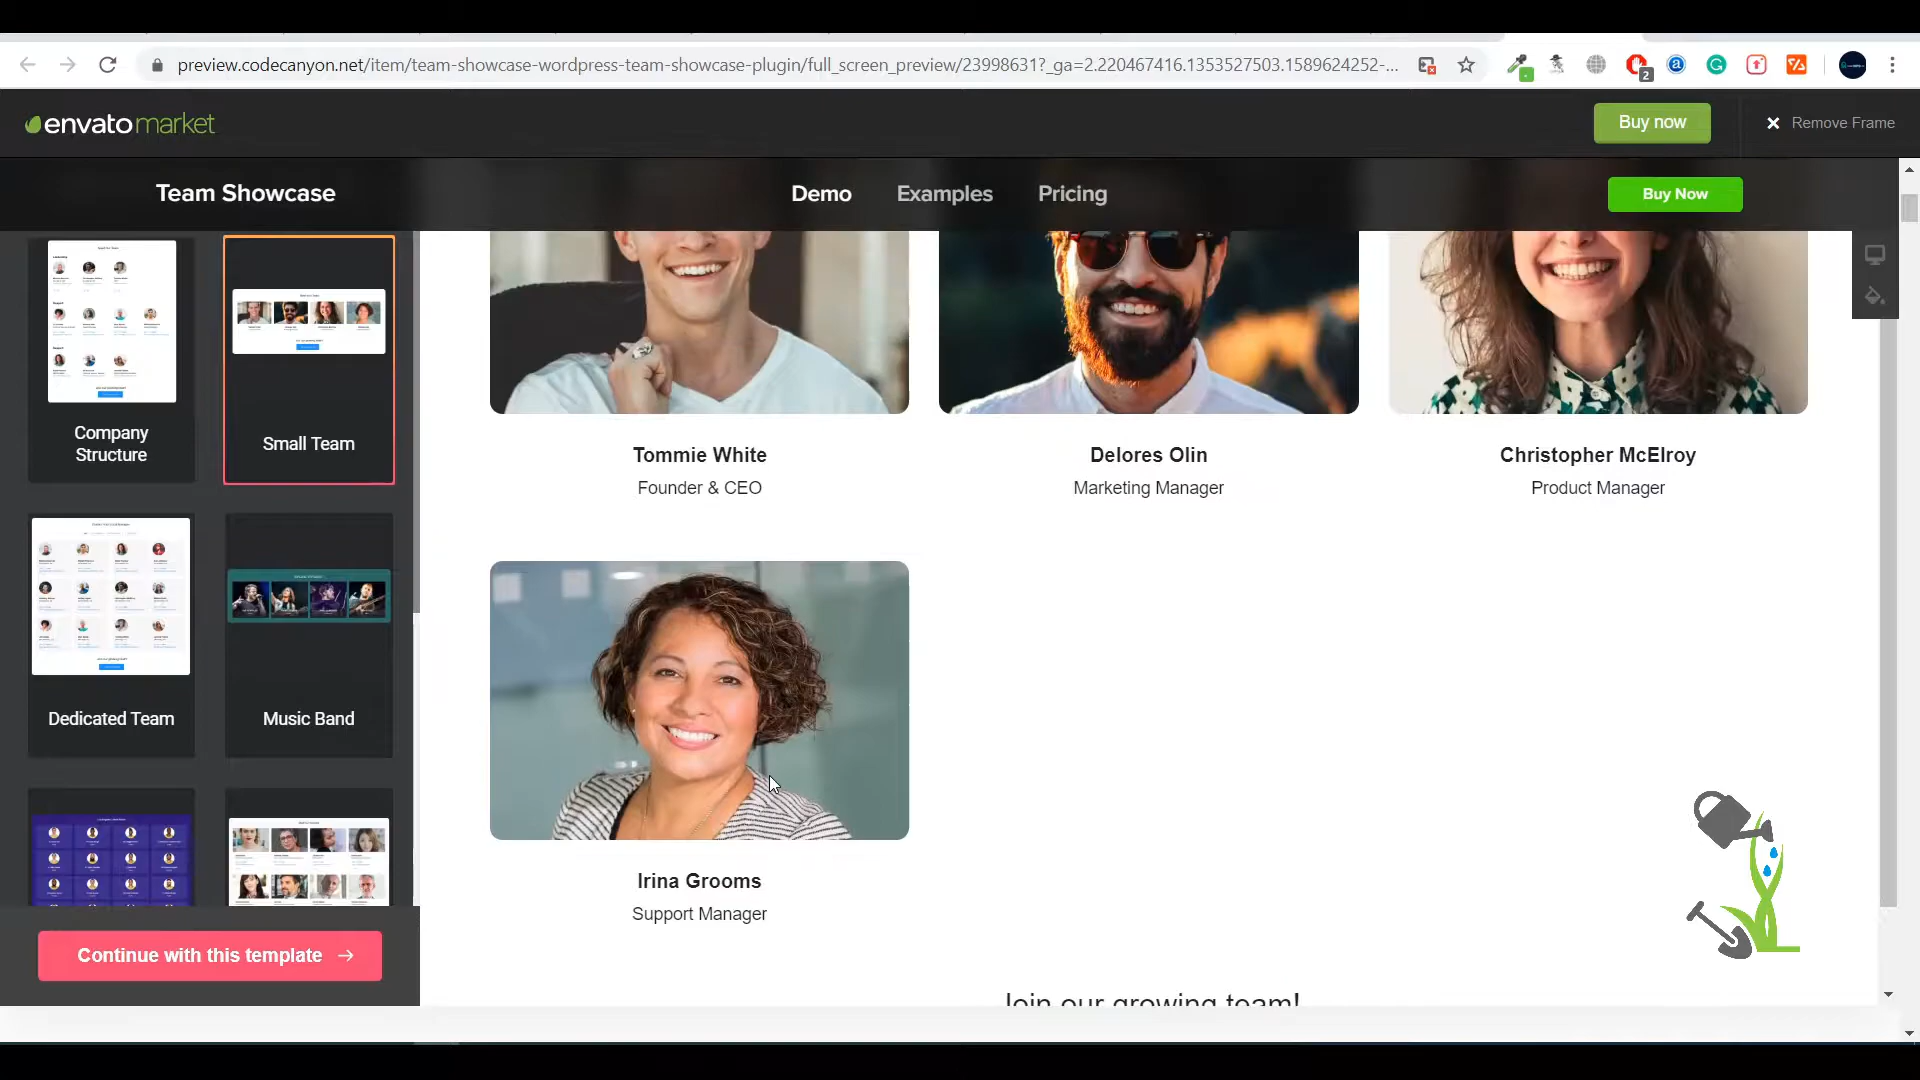 preview.codecanyon.net/item/team-showcase-wordpress-team-showcase-plugin/full_screen_preview/23998631?_ga=2.220467416.1353527503.1589624252-...
2
envatomarket
Buy now
Remove Frame
Team Showcase
Demo
Examples
Pricing
Buy Now
Company
Structure
Small Team
Dedicated Team
Music Band
Continue with this template
Tommie White
Founder & CEO
Delores Olin
Marketing Manager
Christopher McElroy
Product Manager
Irina Grooms
Support Manager
Join our growing team!